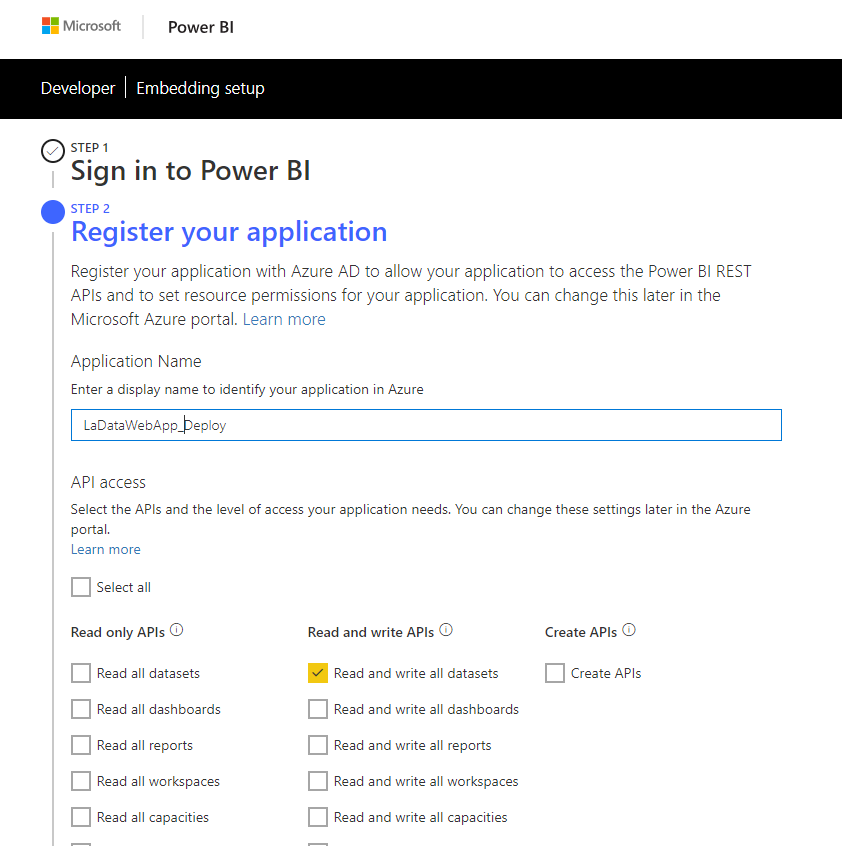 Microsoft Power BI
Developer Embedding setup
STEP 1
Sign in to Power BI
STEP 2
Register your application
Register your application with Azure AD to allow your application to access the Power BI REST
APIs and to set resource permissions for your application. You can change this later in the
Microsoft Azure portal. Learn more
Application Name
Enter a display name to identify your application in Azure
LaDataWebApp_Deploy
API access
Select the APIs and the level of access your application needs. You can change these settings later in the Azure
portal.
Learn more
Select all
Read only APIs Read and write APIs Create APIs
Read all datasets Read and write all datasets Create APIs
Read all dashboards Read and write all dashboards
Read all reports Read and write all reports
Read all workspaces Read and write all workspaces
Read all capacities Read and write all capacities